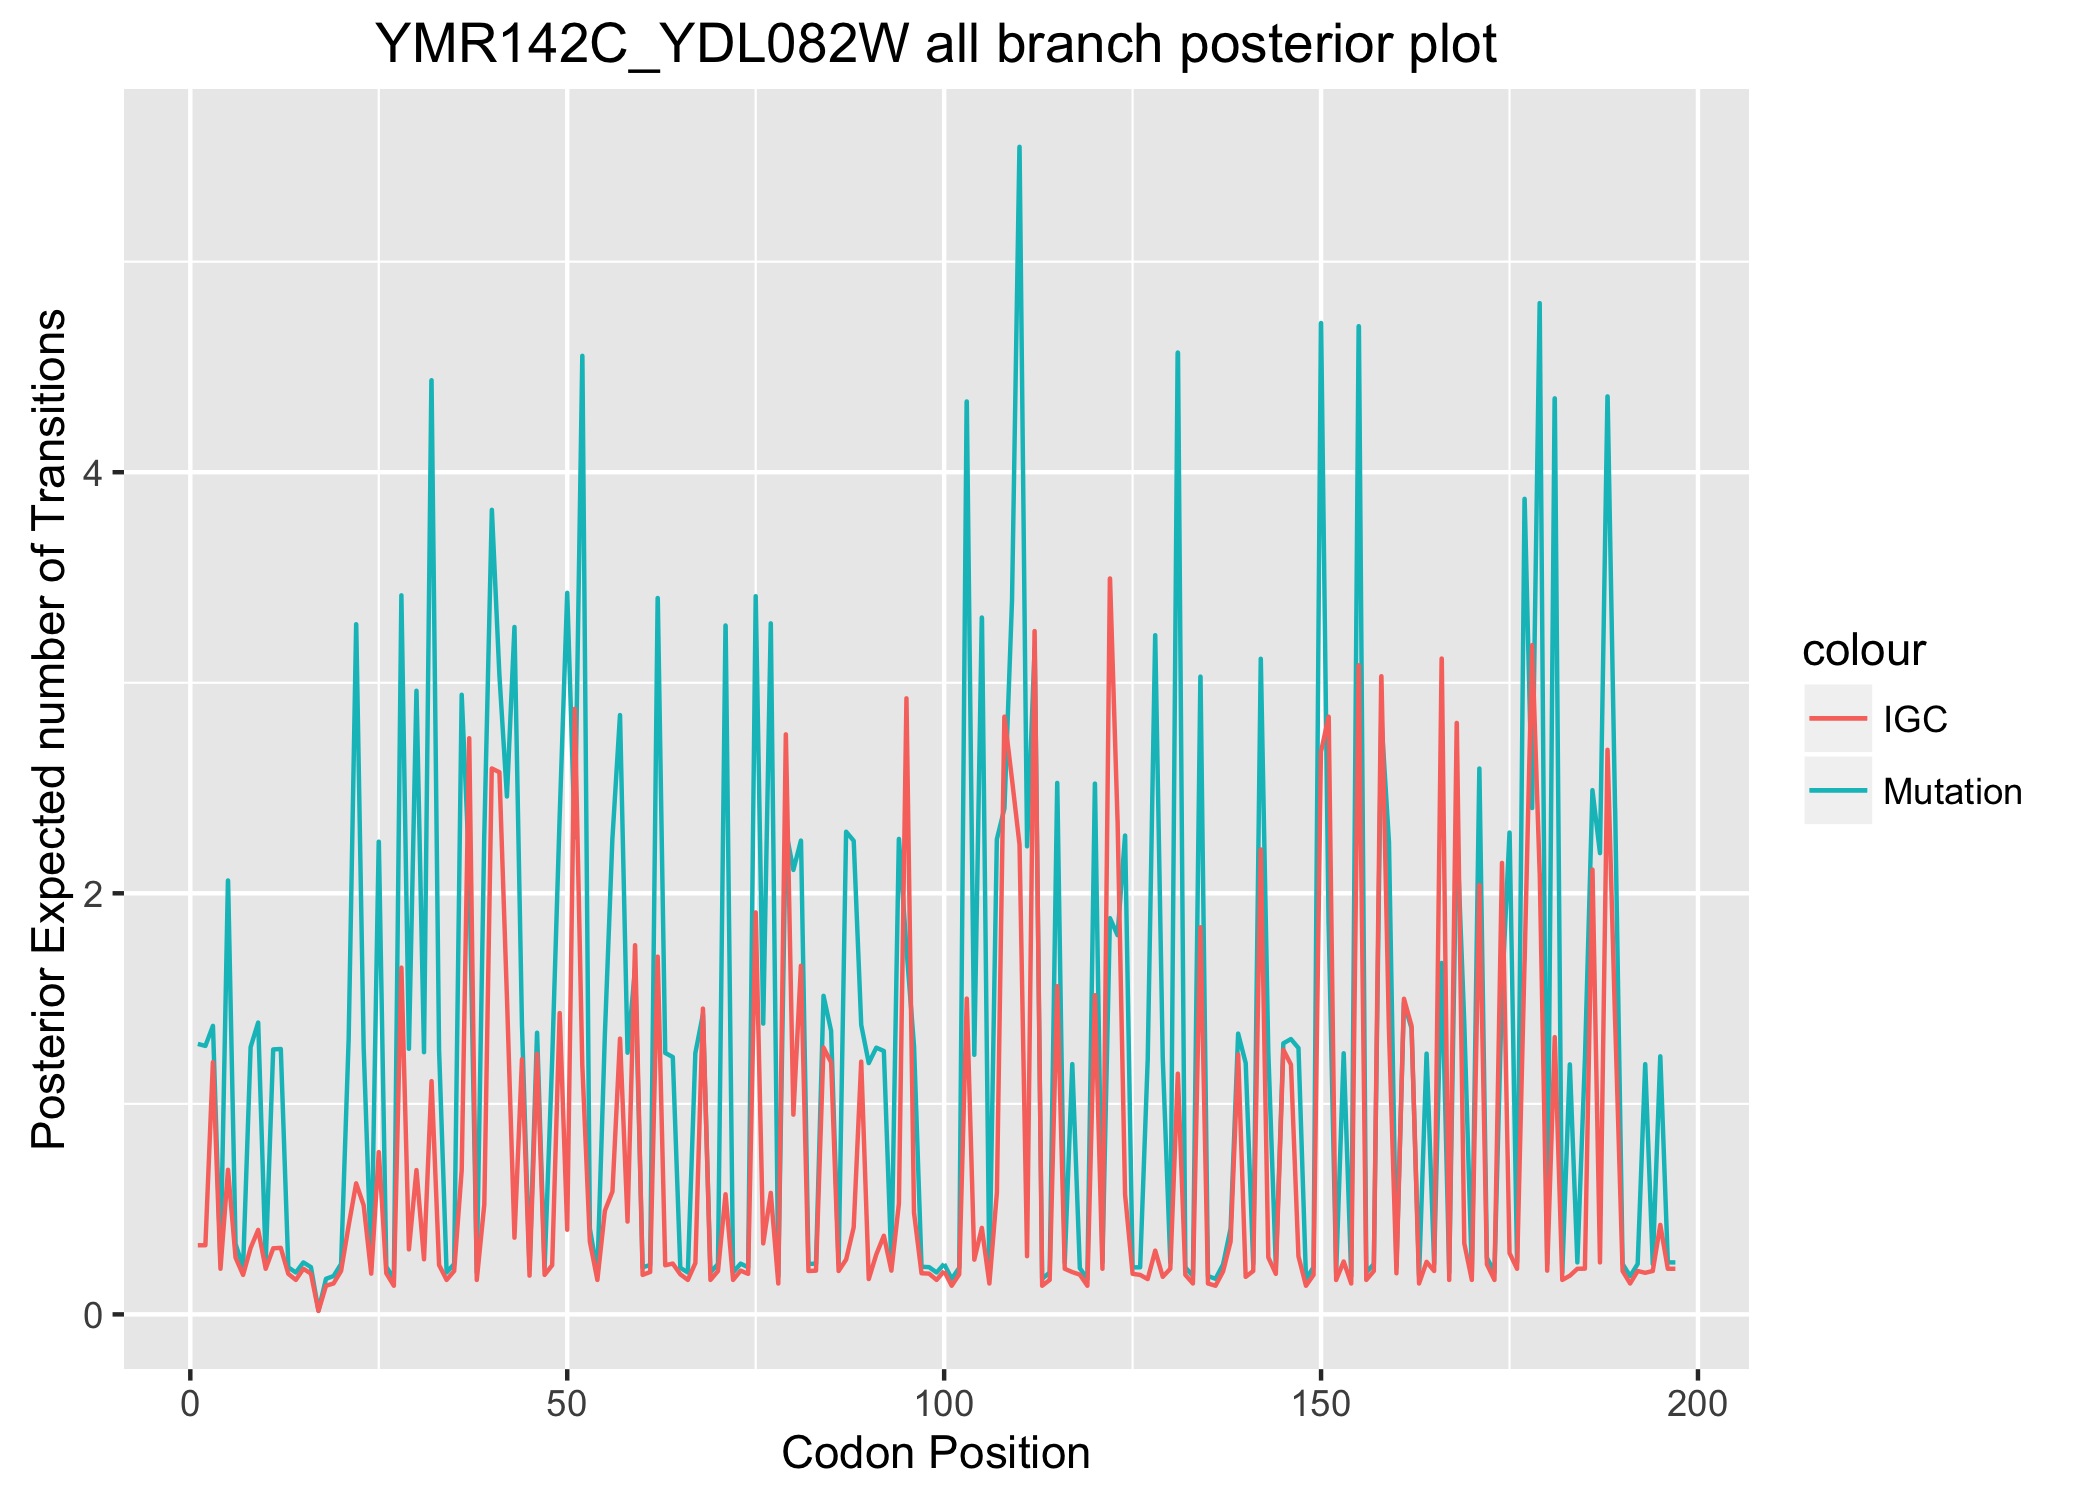 YMR142C_YDL082W all branch posterior plot
Posterior Expected number of Transitions
4
2
0
0 50 100 150 200
Codon Position
colour
IGC
Mutation